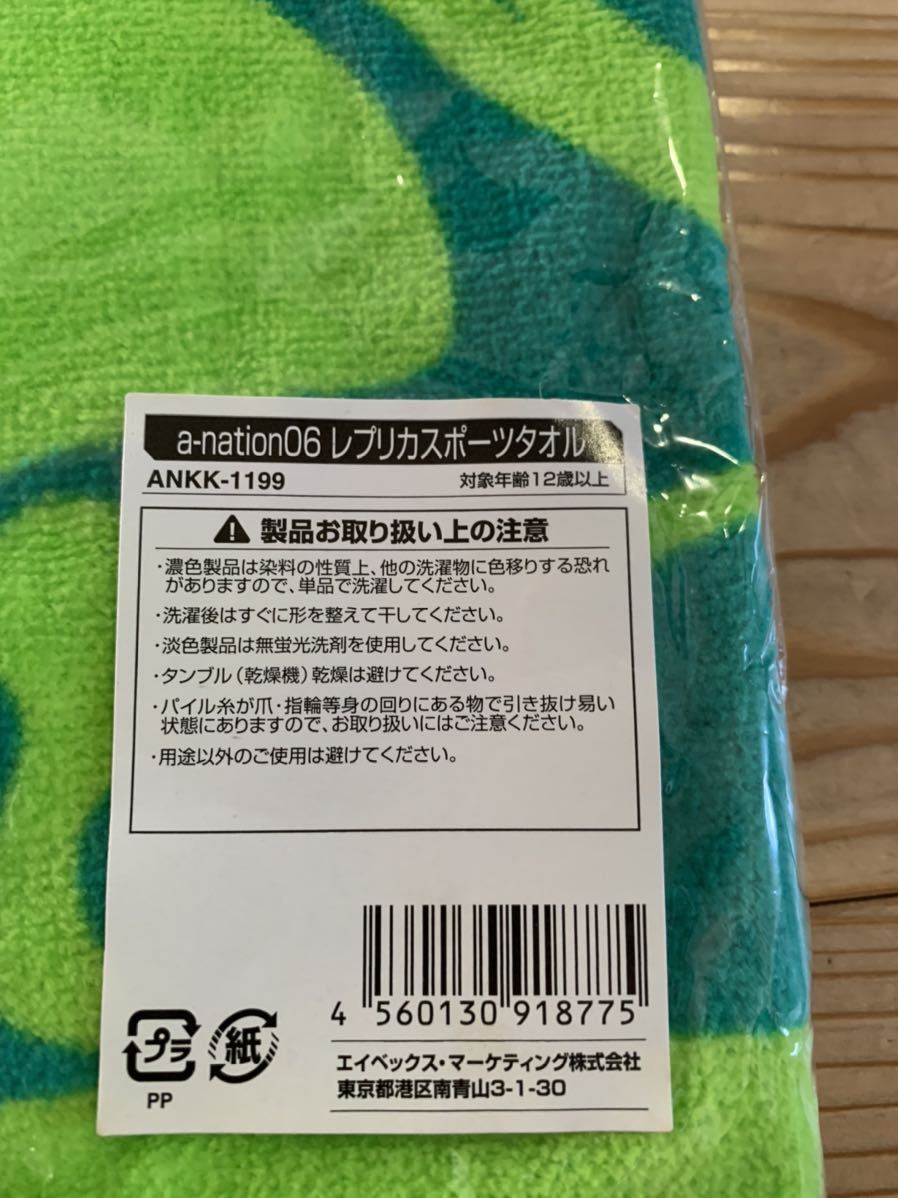 a-nation06 レプリカスポーツタオル
ANKK-1199 対象年齢12歳以上
製品お取り扱い上の注意
・濃色製品は染料の性質上、他の洗濯物に色移りする恐れ
がありますので、単品で洗濯してください。
・洗濯後はすぐに形を整えて干してください。
・淡色製品は無蛍光洗剤を使用してください。
・タンブル（乾燥機）乾燥は避けてください。
・パイル糸が爪・指輪等身の回りにある物で引き抜け易い
状態にありますので、お取り扱いにはご注意ください。
・用途以外のご使用は避けてください。
4 560130 918775
プラ 紙
PP
エイベックス・マーケティング株式会社
東京都港区南青山3-1-30